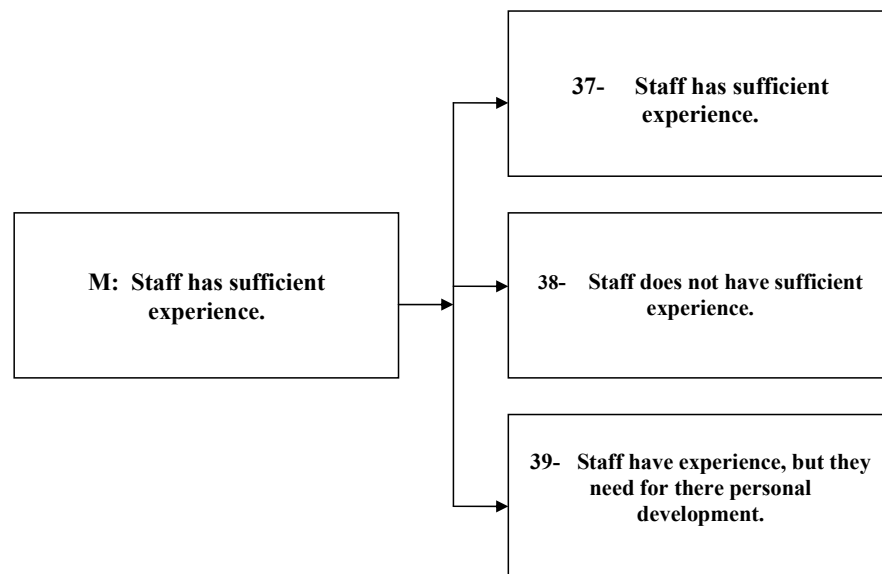 37- Staff has sufficient
experience.
M: Staff has sufficient
experience.
38- Staff does not have sufficient
experience.
39- Staff have experience, but they
need for there personal
development.